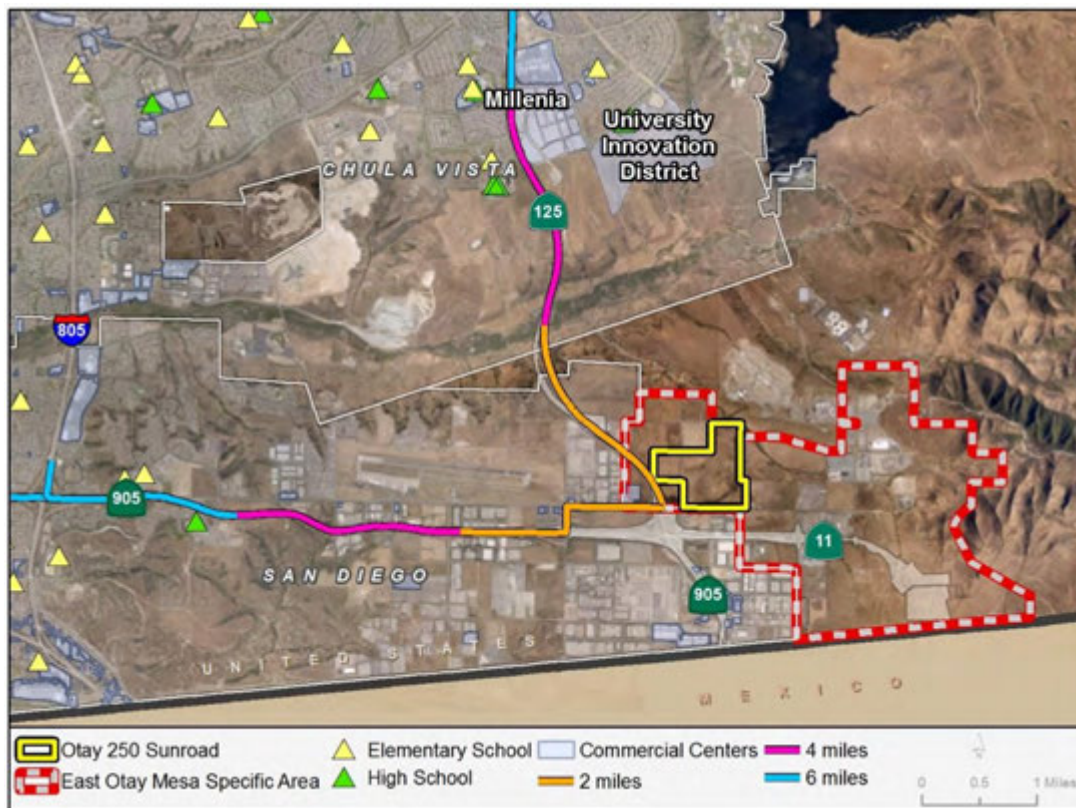 Millenia
University
Innovation
District
CHULA VISTA
125
805
905
11
SAN DIEGO
905
UNITED STATES
MEXICO
Otay 250 Sunroad
Elementary School
Commercial Centers
4 miles
East Otay Mesa Specific Area
High School
2 miles
6 miles
0 0.5 1 Miles